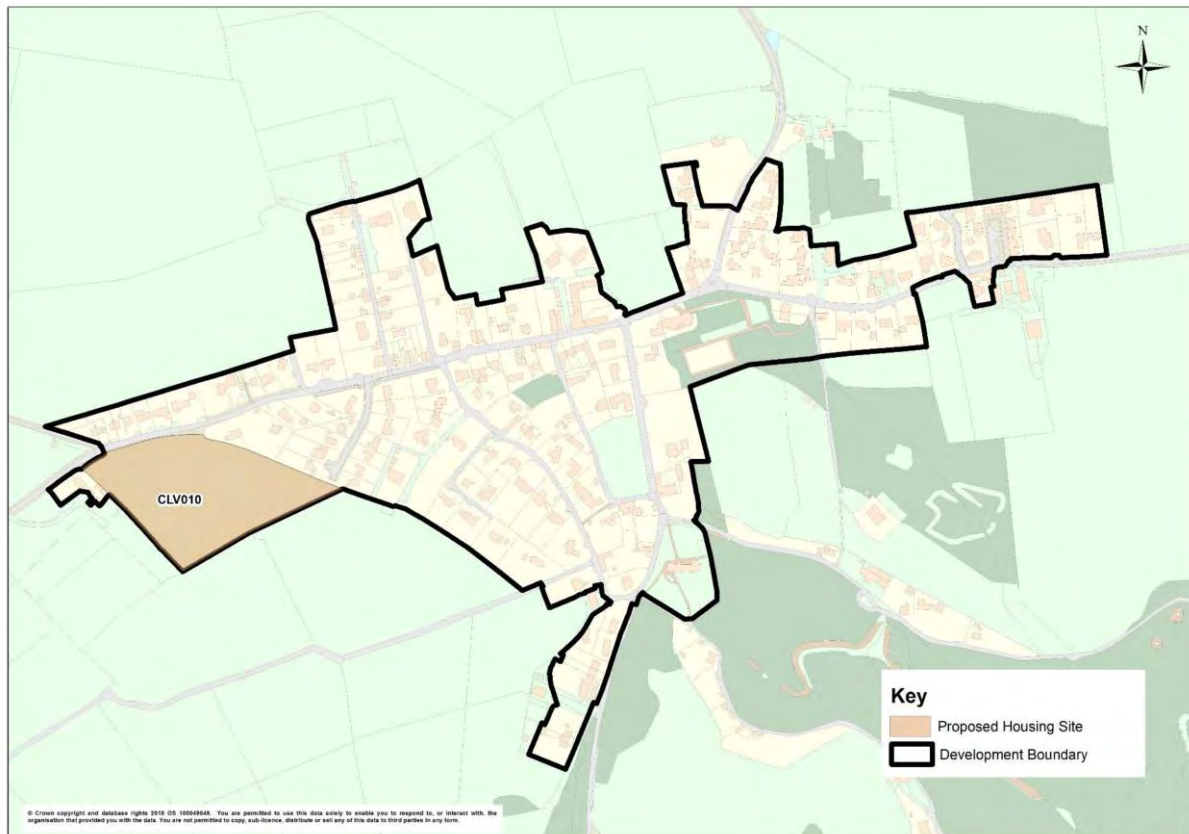 N
CLV010
Key
Proposed Housing Site
Development Boundary
© Crown copyright and database rights 2018 OS 100049046. You are permitted to use this data solely to enable you to respond to, or interact with, the
organisation that provided you with the data. You are not permitted to copy, sub-licence, distribute or sell any of this data to third parties in any form.